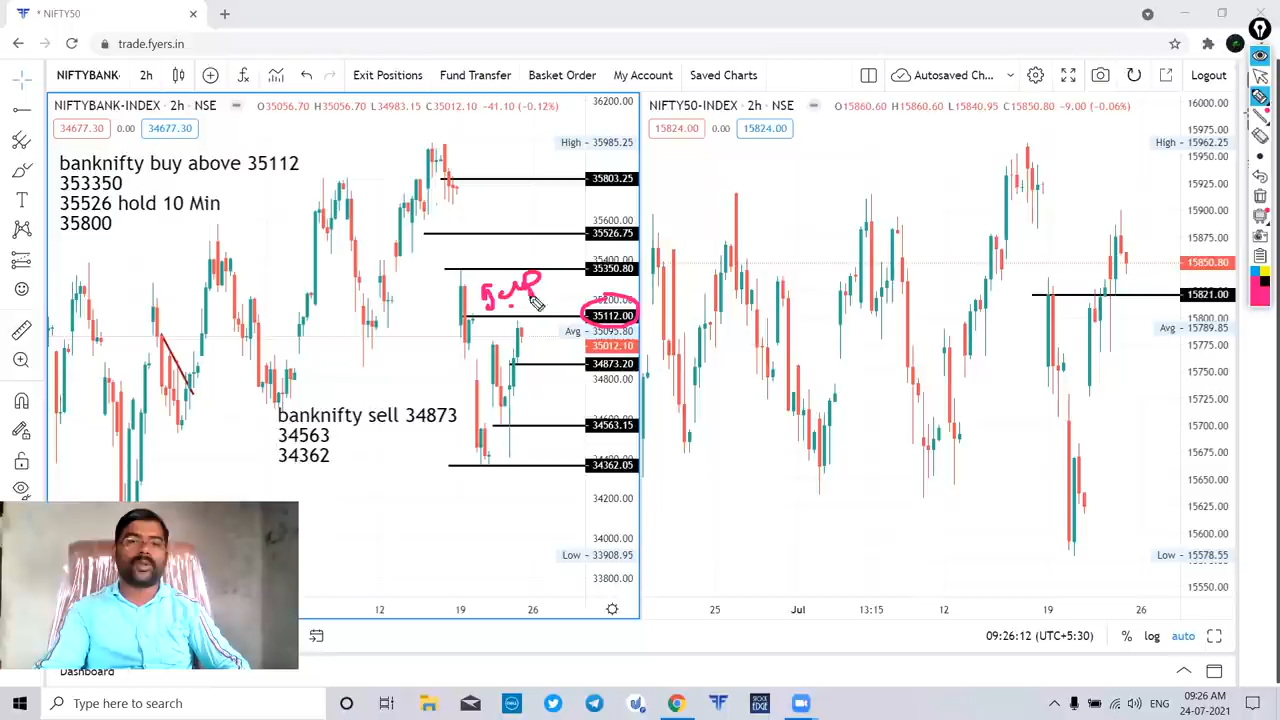 * NIFTY50
trade.fyers.in
NIFTYBANK-
2h
Exit Positions
Fund Transfer
Basket Order
My Account
Saved Charts
Autosaved Ch...
Logout
NIFTYBANK-INDEX • 2h • NSE
O35056.70 H35056.70 L34983.15 C35012.10 -41.10 (-0.12%)
34677.30 0.00 34677.30
banknifty buy above 35112
353350
35526 hold 10 Min
35800
banknifty sell 34873
34563
34362
36200.00
High - 35985.25
35803.25
35600.00
35526.75
35350.80
35200.00
35112.00
Avg - 35095.80
35012.10
34873.20
34800.00
34563.15
34362.05
34200.00
34000.00
Low - 33908.95
33800.00
12
19
26
NIFTY50-INDEX • 2h • NSE
O15860.60 H15860.60 L15840.95 C15850.80 -9.00 (-0.06%)
15824.00 0.00 15824.00
16000.00
15975.00
High - 15962.25
15950.00
15925.00
15900.00
15875.00
15850.80
15821.00
15800.00
Avg - 15789.85
15775.00
15750.00
15725.00
15700.00
15675.00
15650.00
15625.00
15600.00
Low - 15578.55
15550.00
25
Jul
13:15
12
19
26
09:26:12 (UTC+5:30)
%
log
auto
Dashboard
Type here to search
DELL
STOCK EDGE
ENG
09:26 AM
24-07-2021